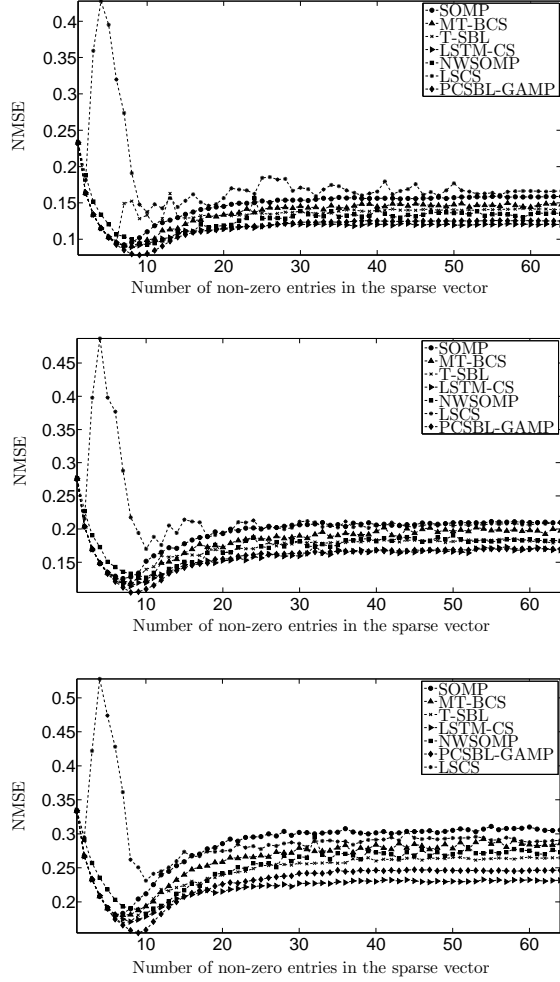 0.4
0.35
0.3
0.25
0.2
0.15
0.1
NMSE
SOMP
MT-BCS
T-SBL
LSTM-CS
NWSOMP
LSCS
PCSBL-GAMP
10 20 30 40 50 60
Number of non-zero entries in the sparse vector
0.45
0.4
0.35
0.3
0.25
0.2
0.15
NMSE
SOMP
MT-BCS
T-SBL
LSTM-CS
NWSOMP
LSCS
PCSBL-GAMP
10 20 30 40 50 60
Number of non-zero entries in the sparse vector
0.5
0.45
0.4
0.35
0.3
0.25
0.2
NMSE
SOMP
MT-BCS
T-SBL
LSTM-CS
NWSOMP
PCSBL-GAMP
LSCS
10 20 30 40 50 60
Number of non-zero entries in the sparse vector